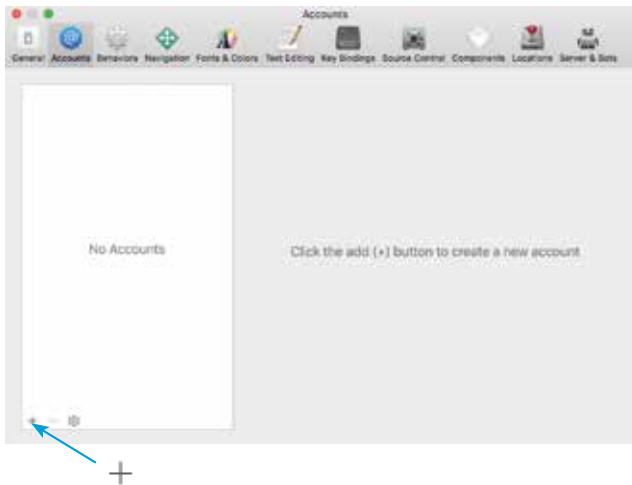 Accounts
General Accounts Behaviors Navigation Fonts & Colors Text Editing Key Bindings Source Control Components Locations Server & Bots
No Accounts
Click the add (+) button to create a new account
+ −
+